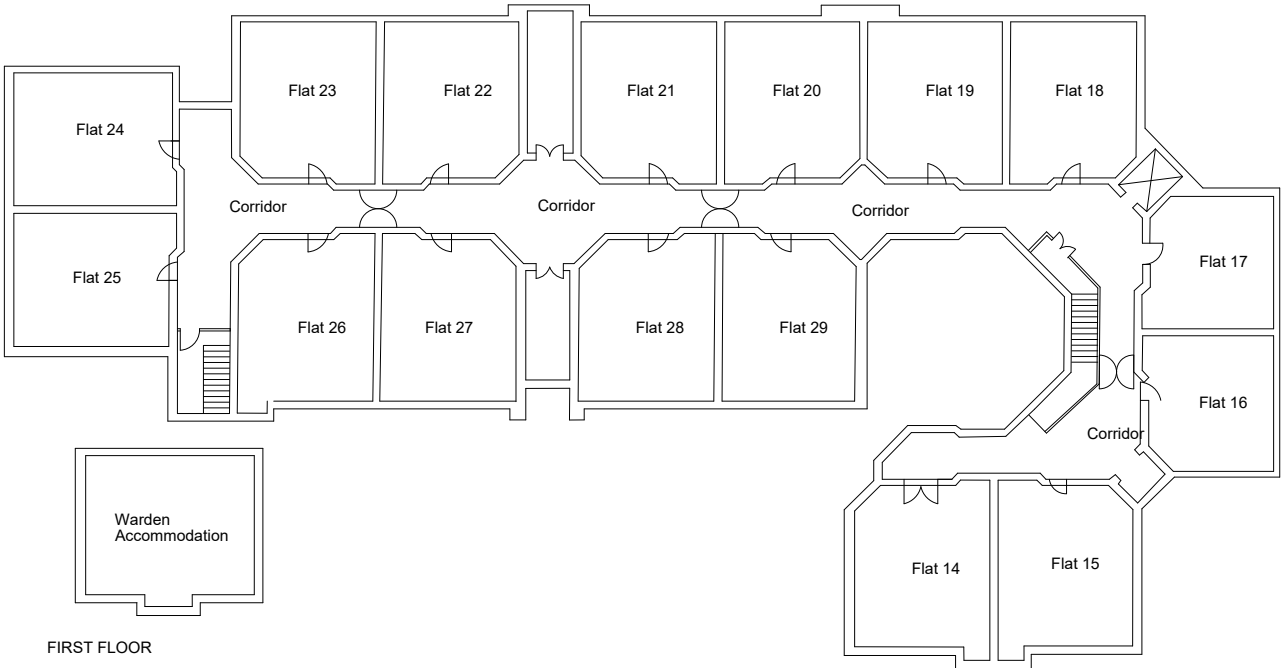 Flat 23
Flat 22
Flat 21
Flat 20
Flat 19
Flat 18
Flat 24
Corridor
Corridor
Corridor
Flat 25
Flat 17
Flat 26
Flat 27
Flat 28
Flat 29
Flat 16
Corridor
Warden
Accommodation
Flat 14
Flat 15
FIRST FLOOR